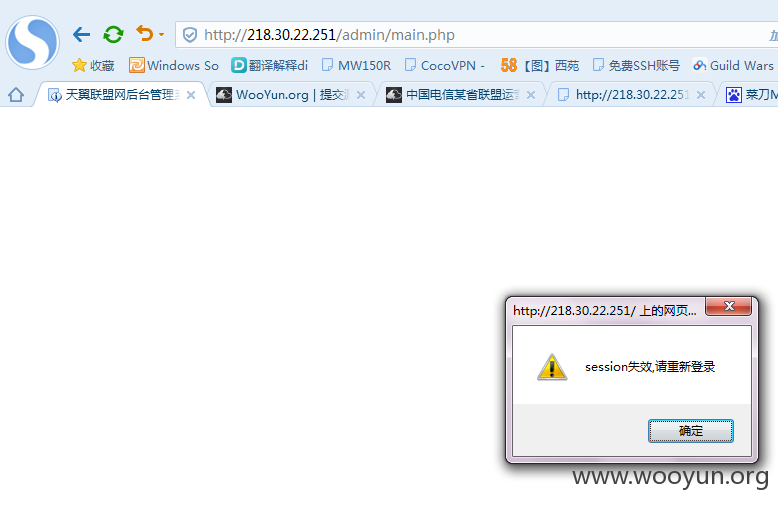 http://218.30.22.251/admin/main.php
收藏 Windows So 翻译解释di MW150R CocoVPN - 58 【图】西苑 免费SSH账号 Guild Wars
天翼联盟网后台管理 WooYun.org | 提交 中国电信某省联盟运 http://218.30.22.251 菜刀M
http://218.30.22.251/ 上的网页...
session失效,请重新登录
确定
www.wooyun.org